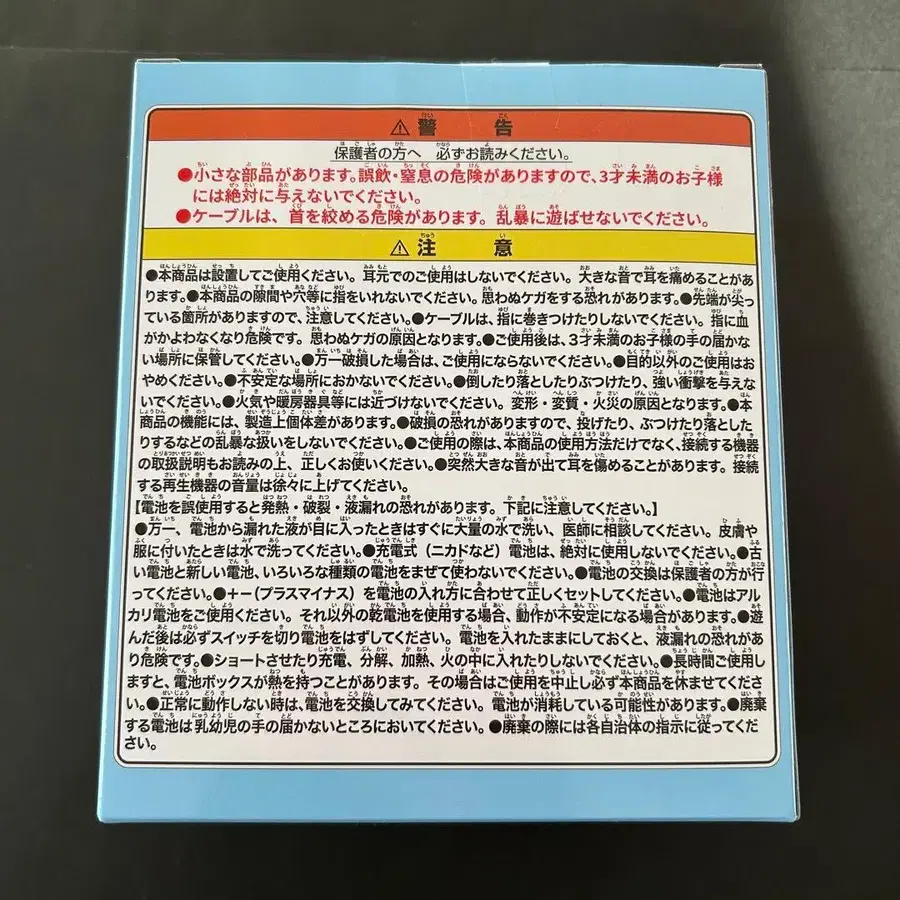 ⚠警告
保護者の方へ 必ずお読みください。
●小さな部品があります。誤飲・窒息の危険がありますので、3才未満のお子様
には絶対に与えないでください。
●ケーブルは、首を絞める危険があります。乱暴に遊ばせないでください。
⚠注意
●本商品は設置してご使用ください。耳元でのご使用はしないでください。大きな音で耳を痛めることがあ
ります。●本商品の隙間や穴等に指をいれないでください。思わぬケガをする恐れがあります。●先端が尖っ
ている箇所がありますので、注意してください。●ケーブルは、指に巻きつけたりしないでください。指に血
がかよわなくなり危険です。思わぬケガの原因となります。●ご使用後は、3才未満のお子様の手の届かな
い場所に保管してください。●万一破損した場合は、ご使用にならないでください。●目的以外のご使用はお
やめください。●不安定な場所におかないでください。●倒したり落としたりぶつけたり、強い衝撃を与えな
いでください。●火気や暖房器具等には近づけないでください。変形・変質・火災の原因となります。●本
商品の機能には、製造上個体差があります。●破損の恐れがありますので、投げたり、ぶつけたり落とした
りするなどの乱暴な扱いをしないでください。●ご使用の際は、本商品の使用方法だけでなく、接続する機器
の取扱説明もお読みの上、正しくお使いください。●突然大きな音が出て耳を傷めることがあります。接続
する再生機器の音量は徐々に上げてください。
【電池を誤使用すると発熱・破裂・液漏れのおそれがあります。下記に注意してください。】
●万一、電池から漏れた液が目に入ったときはすぐに大量の水で洗い、医師に相談してください。皮膚や
服に付いたときは水で洗ってください。●充電式（ニカドなど）電池は、絶対に使用しないでください。●古
い電池と新しい電池、いろいろな種類の電池をまぜて使わないでください。●電池の交換は保護者の方が行
ってください。●＋－(プラスマイナス）を電池の入れ方に合わせて正しくセットしてください。●電池はアル
カリ電池をご使用ください。それ以外の乾電池を使用する場合、動作が不安定になる場合があります。●遊
んだ後は必ずスイッチを切り電池をはずしてください。電池を入れたままにしておくと、液漏れの恐れがあ
り危険です。●ショートさせたり充電、分解、加熱、火の中に入れたりしないでください。●長時間ご使用し
ますと、電池ボックスが熱を持つことがあります。その場合はご使用を中止し必ず本商品を休ませてくださ
い。●正常に動作しない時は、電池を交換してみてください。電池が消耗している可能性があります。●廃棄
する電池は乳幼児の手の届かないところにおいてください。●廃棄の際には各自治体の指示に従ってくだ
さい。